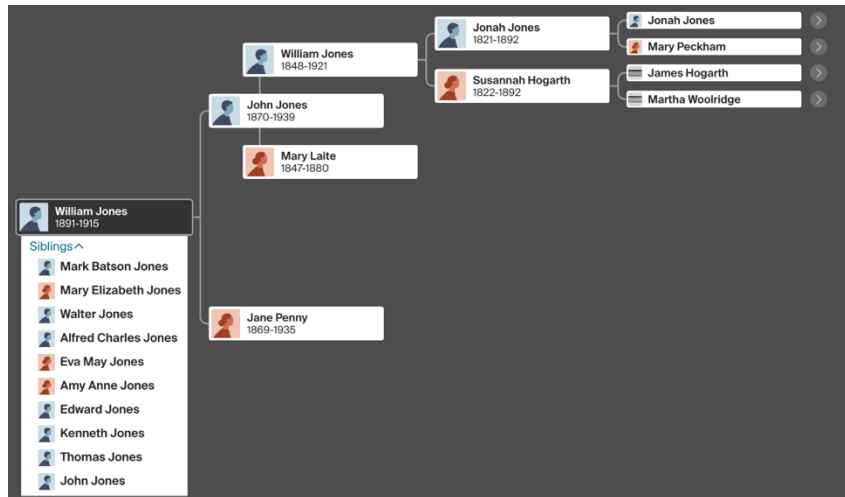 Jonah Jones
1821-1892
Jonah Jones
Mary Peckham
William Jones
1848-1921
Susannah Hogarth
1822-1892
James Hogarth
Martha Woolridge
John Jones
1870-1939
Mary Laite
1847-1880
William Jones
1891-1915
Siblings
Mark Batson Jones
Mary Elizabeth Jones
Walter Jones
Alfred Charles Jones
Eva May Jones
Amy Anne Jones
Edward Jones
Kenneth Jones
Thomas Jones
John Jones
Jane Penny
1869-1935